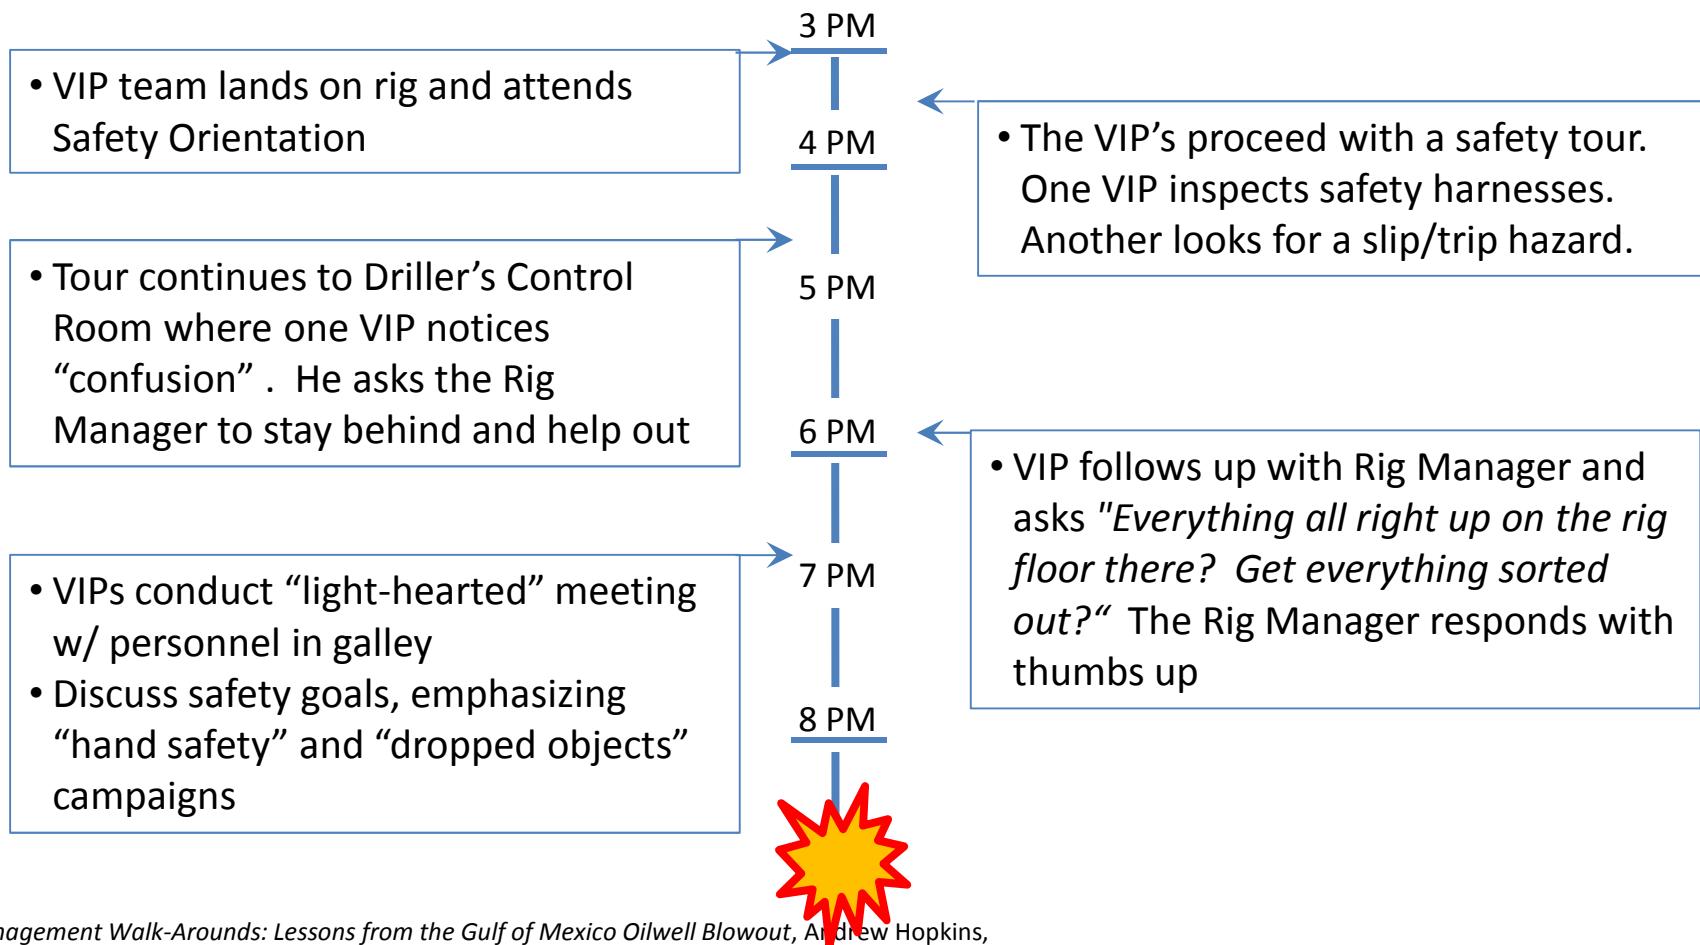 3 PM
• VIP team lands on rig and attends
Safety Orientation
• The VIP's proceed with a safety tour.
One VIP inspects safety harnesses.
Another looks for a slip/trip hazard.
4 PM
• Tour continues to Driller's Control
Room where one VIP notices
“confusion” . He asks the Rig
Manager to stay behind and help out
5 PM
6 PM
• VIP follows up with Rig Manager and
asks "Everything all right up on the rig
floor there? Get everything sorted
out?“ The Rig Manager responds with
thumbs up
• VIPs conduct “light-hearted” meeting
w/ personnel in galley
• Discuss safety goals, emphasizing
“hand safety” and “dropped objects”
campaigns
7 PM
8 PM
nagement Walk-Arounds: Lessons from the Gulf of Mexico Oilwell Blowout, Andrew Hopkins,